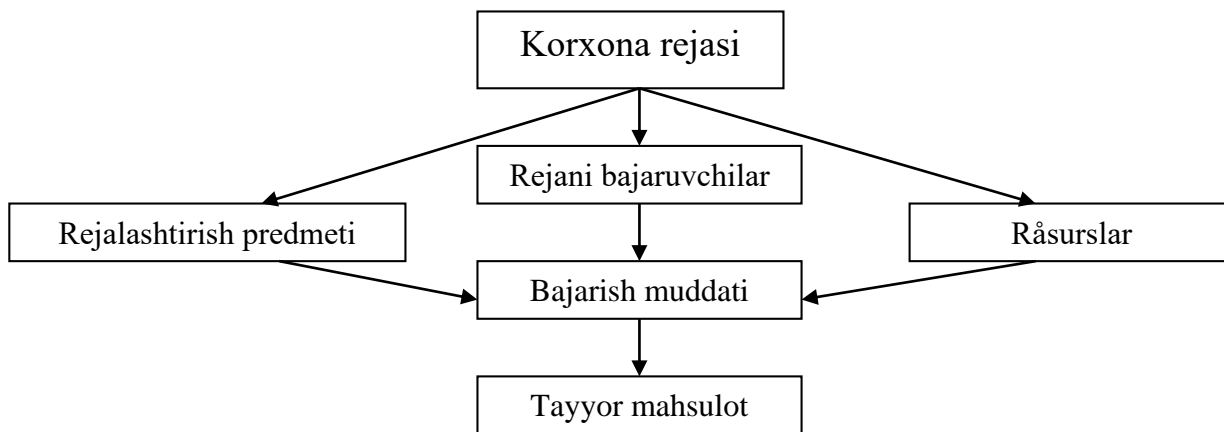 Korxona rejasi
Rejani bajaruvchilar
Rejalashtirish predmeti
Råsurslar
Bajarish muddati
Tayyor mahsulot